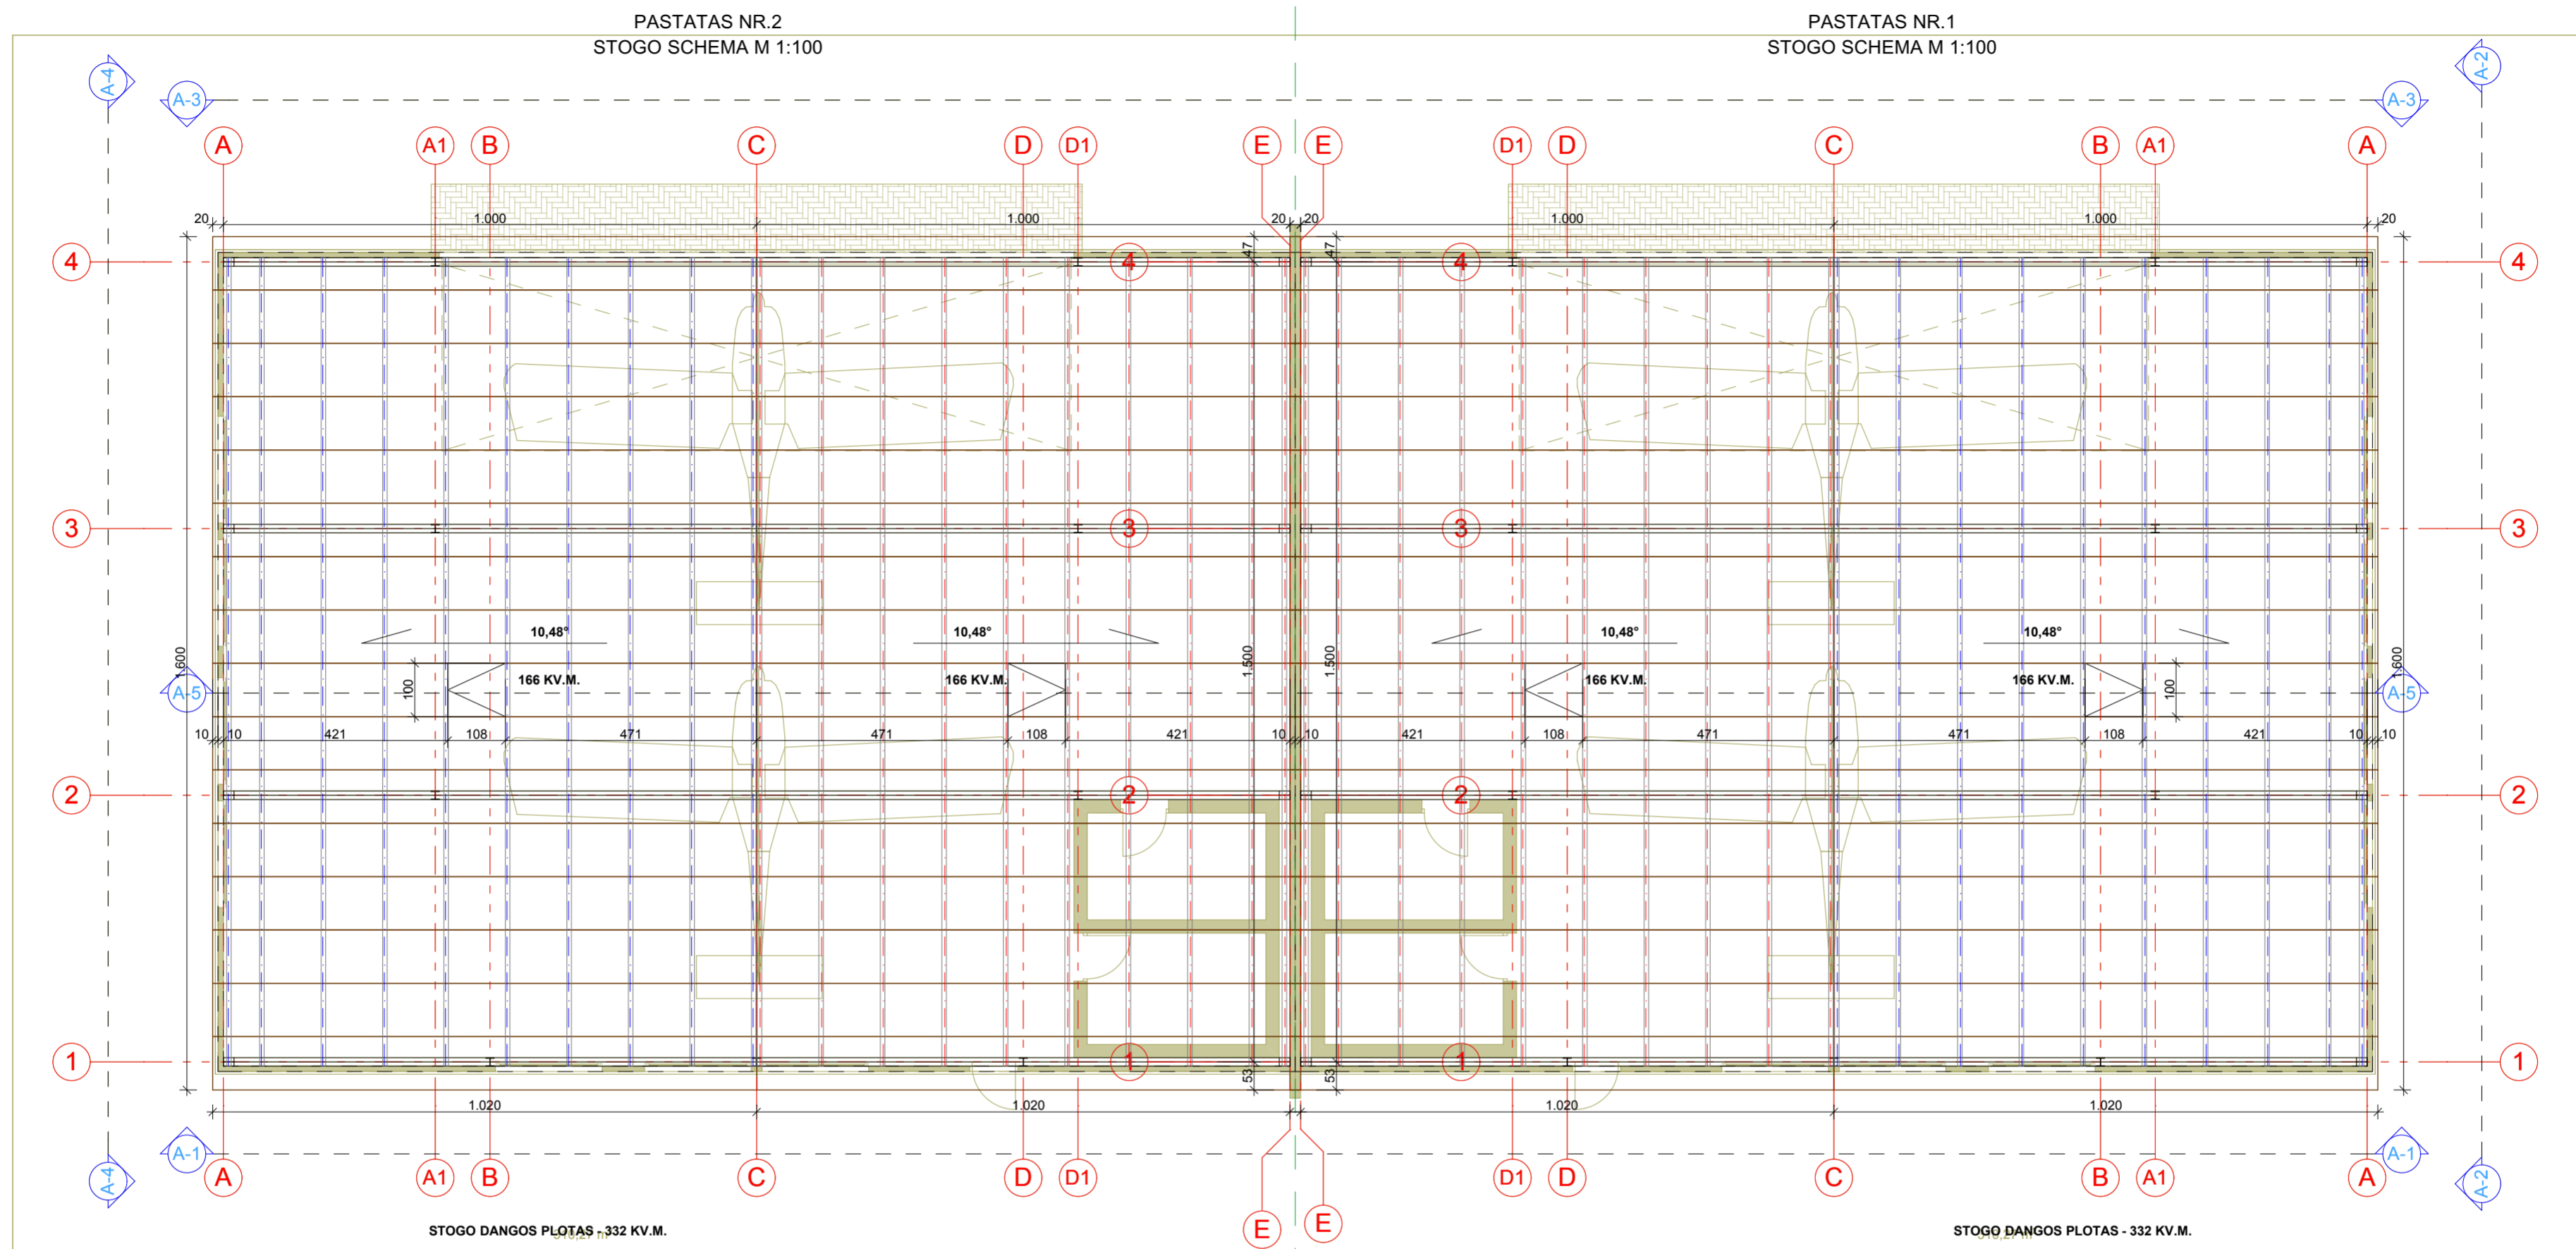 PASTATAS NR.2
STOGO SCHEMA M 1:100
PASTATAS NR.1
STOGO SCHEMA M 1:100
A-4 A-2
A-3 A-3
A A1 B C D D1 E E D1 D C B A1 A
20 1.000 1.000 20 20 1.000 1.000 20
47 47
4 4 4 4
3 3 3 3
10,48° 10,48° 10,48° 10,48°
1.600 1.500 1.500 1.600
100 166 KV.M. 166 KV.M. 166 KV.M. 166 KV.M. 100
A-5 A-5
10 10 421 108 471 471 108 421 10 10 421 108 471 471 108 421 10 10
2 2 2 2
1 1 1 1
53 53
1.020 1.020 1.020 1.020
A-1 A-1
A-4 A A1 B C D D1 D1 D C B A1 A A-2
E E
STOGO DANGOS PLOTAS - 332 KV.M.
STOGO DANGOS PLOTAS - 332 KV.M.